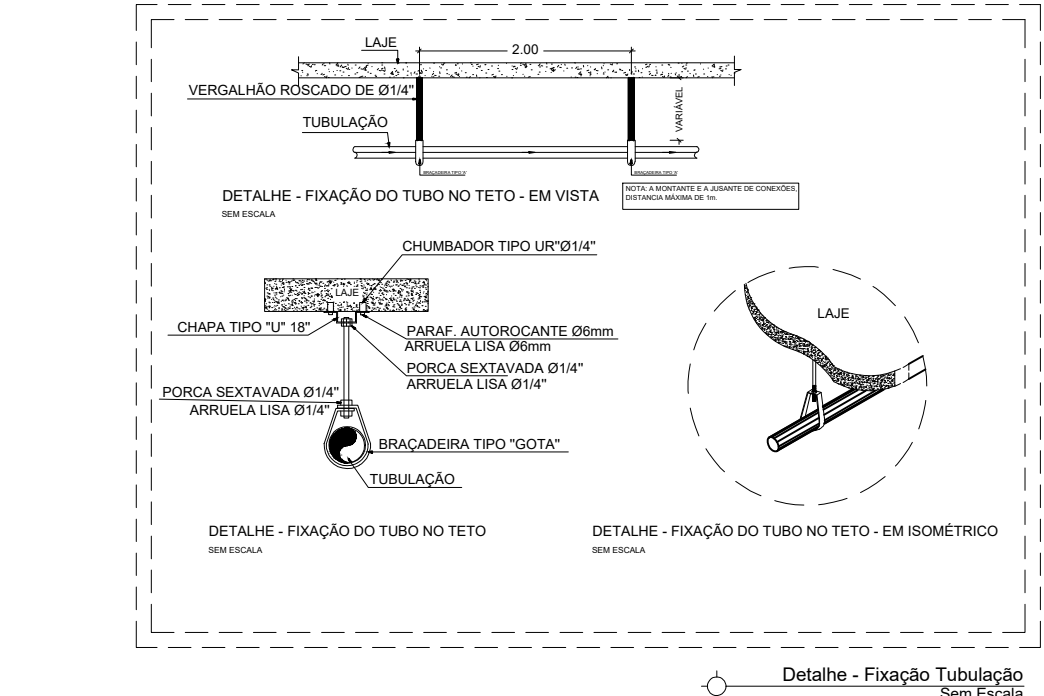 LAJE
2.00
VERGALHÃO ROSCADO DE Ø1/4"
TUBULAÇÃO
VARIÁVEL
BRAÇADEIRA TIPO
BRAÇADEIRA TIPO
DETALHE - FIXAÇÃO DO TUBO NO TETO - EM VISTA
SEM ESCALA
NOTA: A MONTANTE E A JUSANTE DE CONEXÕES,
DISTANCIA MÁXIMA DE 1m.
CHUMBADOR TIPO UR"Ø1/4"
LAJE
CHAPA TIPO "U" 18"
PARAF. AUTOROCANTE Ø6mm
ARRUELA LISA Ø6mm
PORCA SEXTAVADA Ø1/4"
ARRUELA LISA Ø1/4"
PORCA SEXTAVADA Ø1/4"
ARRUELA LISA Ø1/4"
BRAÇADEIRA TIPO "GOTA"
TUBULAÇÃO
DETALHE - FIXAÇÃO DO TUBO NO TETO
SEM ESCALA
LAJE
DETALHE - FIXAÇÃO DO TUBO NO TETO - EM ISOMÉTRICO
SEM ESCALA
Detalhe - Fixação Tubulação
Sem Escala